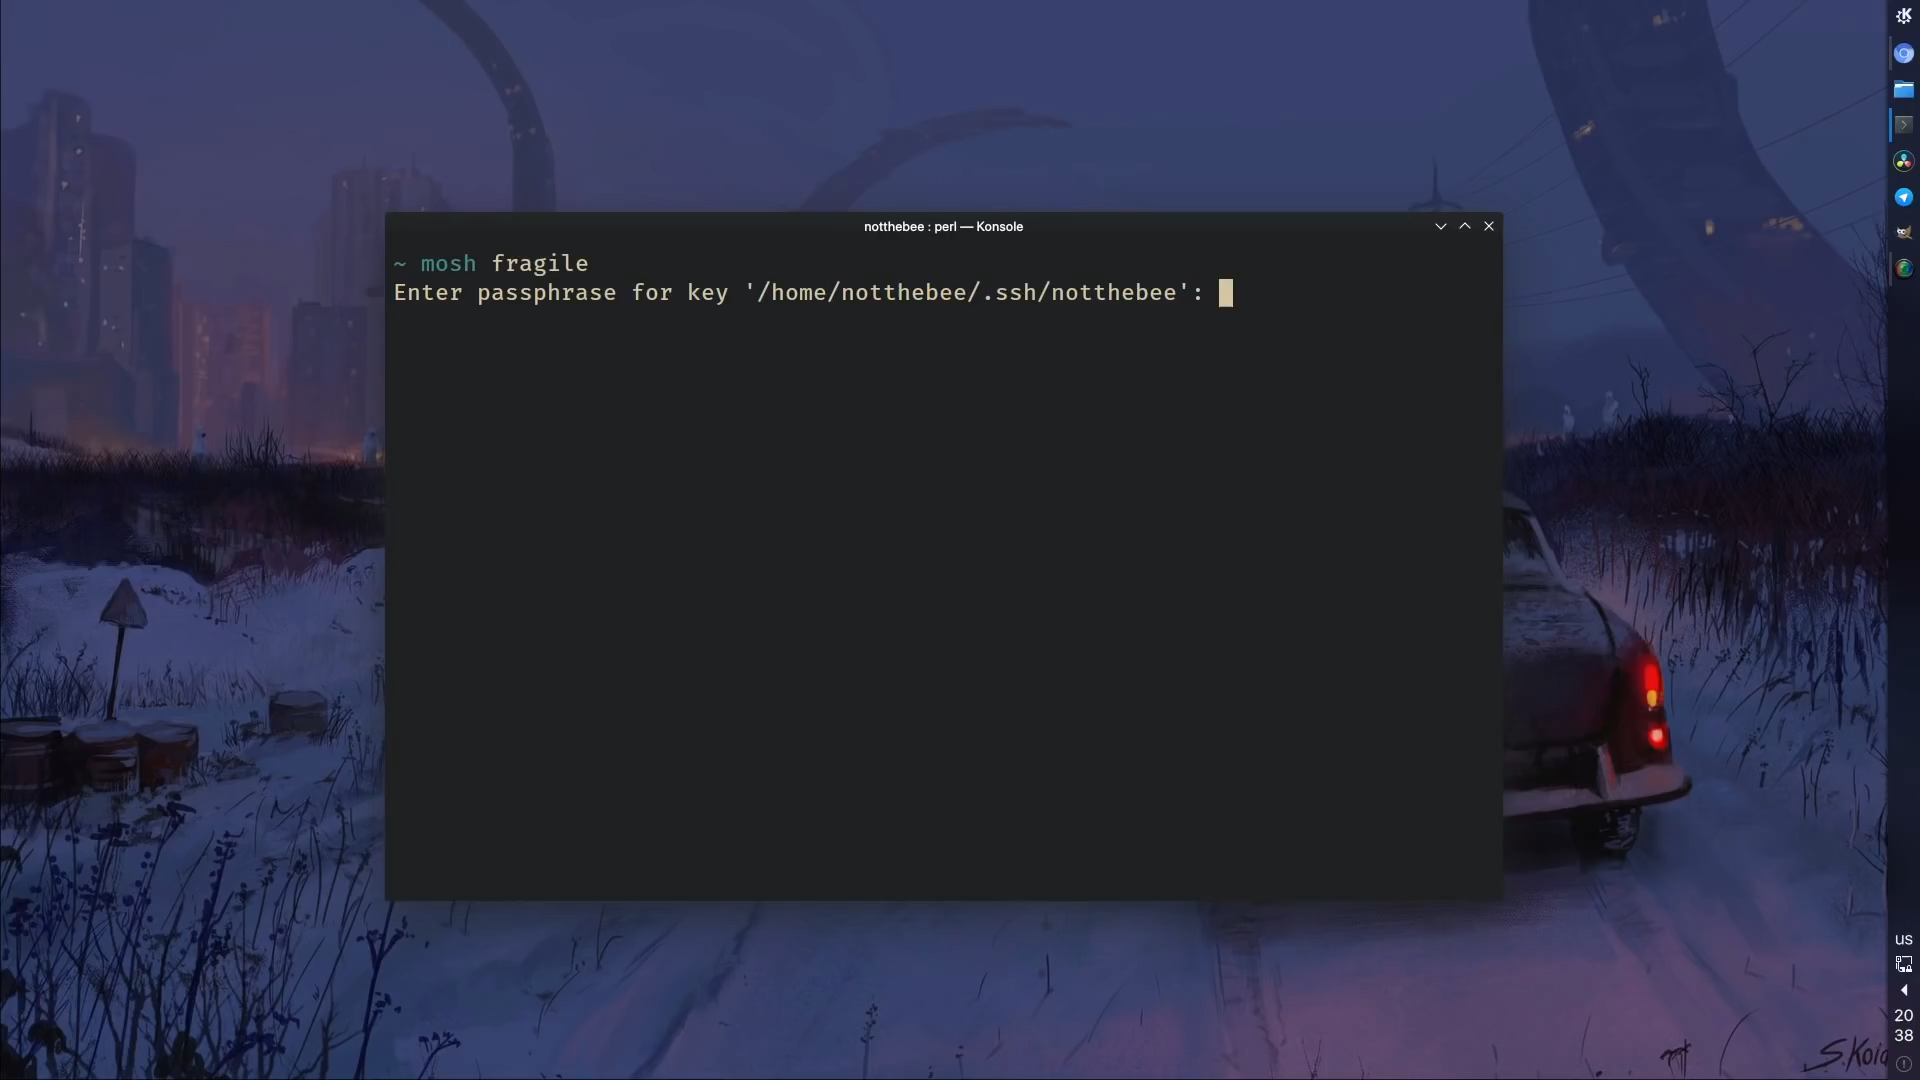 notthebee : perl — Konsole
~ mosh fragile
Enter passphrase for key '/home/notthebee/.ssh/notthebee':
us
20
38